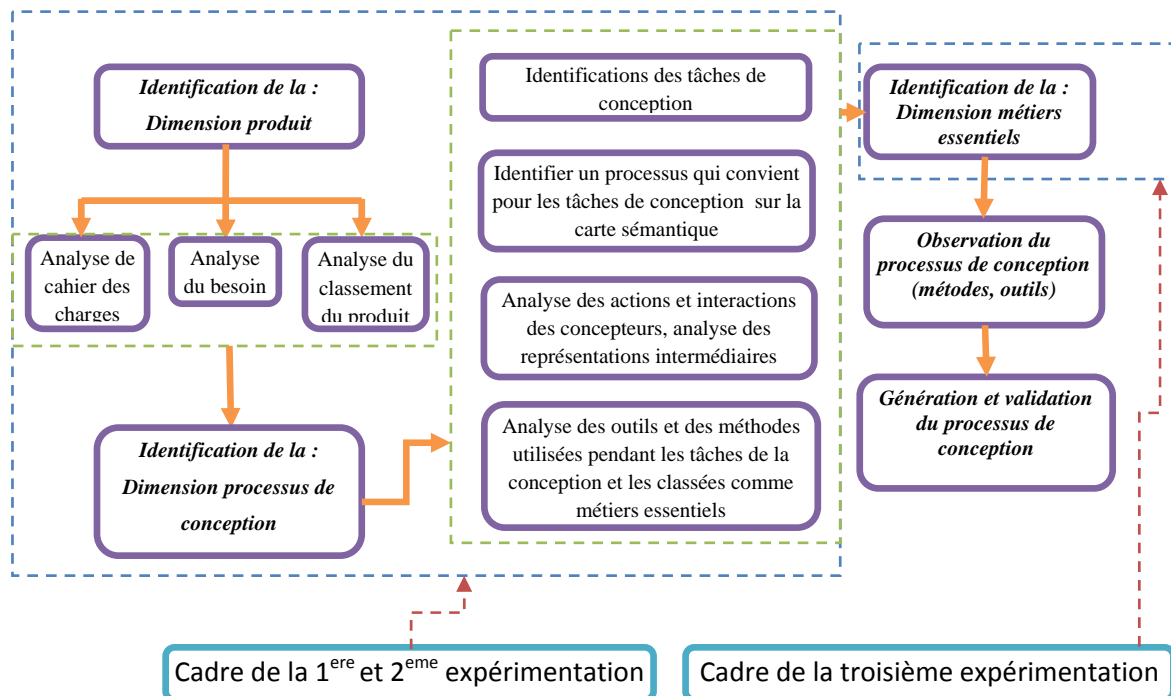 Identification de la :
Dimension produit
Analyse de
cahier des
charges
Analyse
du besoin
Analyse du
classement
du produit
Identification de la :
Dimension processus de
conception
Identifications des tâches de
conception
Identifier un processus qui convient
pour les tâches de conception sur la
carte sémantique
Analyse des actions et interactions
des concepteurs, analyse des
représentations intermédiaires
Analyse des outils et des méthodes
utilisées pendant les tâches de la
conception et les classées comme
métiers essentiels
Identification de la :
Dimension métiers
essentiels
Observation du
processus de conception
(métodes, outils)
Génération et validation
du processus de
conception
Cadre de la 1ere et 2eme expérimentation
Cadre de la troisième expérimentation